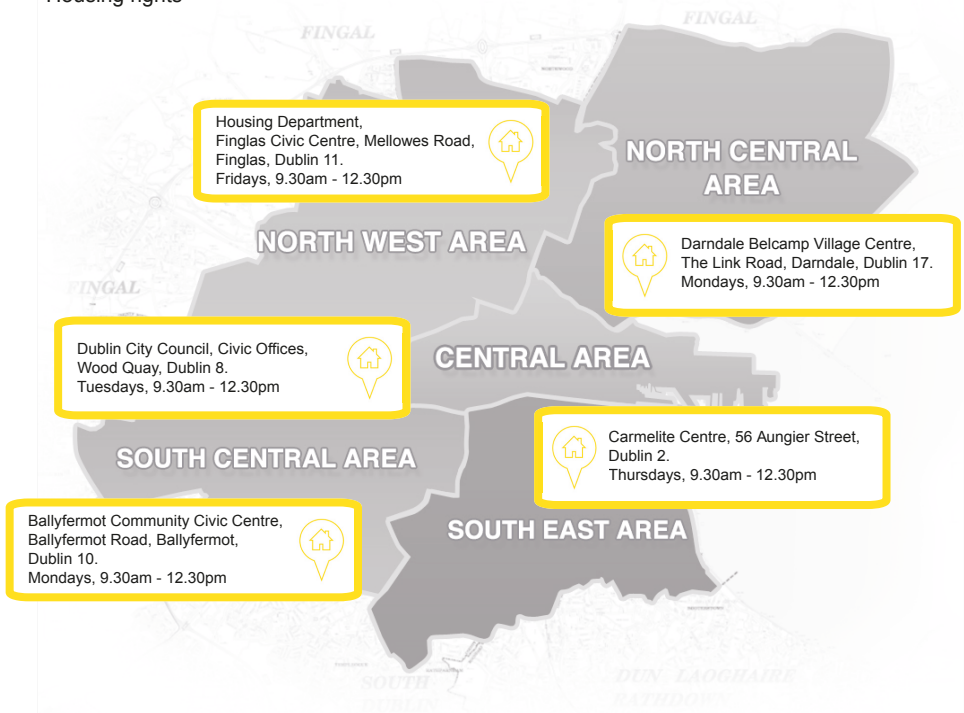 Housing rights
FINGAL
FINGAL
Housing Department,
Finglas Civic Centre, Mellowes Road,
Finglas, Dublin 11.
Fridays, 9.30am - 12.30pm
NORTH CENTRAL
AREA
NORTH WEST AREA
Darndale Belcamp Village Centre,
The Link Road, Darndale, Dublin 17.
Mondays, 9.30am - 12.30pm
FINGAL
Dublin City Council, Civic Offices,
Wood Quay, Dublin 8.
Tuesdays, 9.30am - 12.30pm
CENTRAL AREA
Carmelite Centre, 56 Aungier Street,
Dublin 2.
Thursdays, 9.30am - 12.30pm
SOUTH CENTRAL AREA
SOUTH EAST AREA
Ballyfermot Community Civic Centre,
Ballyfermot Road, Ballyfermot,
Dublin 10.
Mondays, 9.30am - 12.30pm
SOUTH
DUBLIN
DUN LAOGHAIRE
RATHDOWN